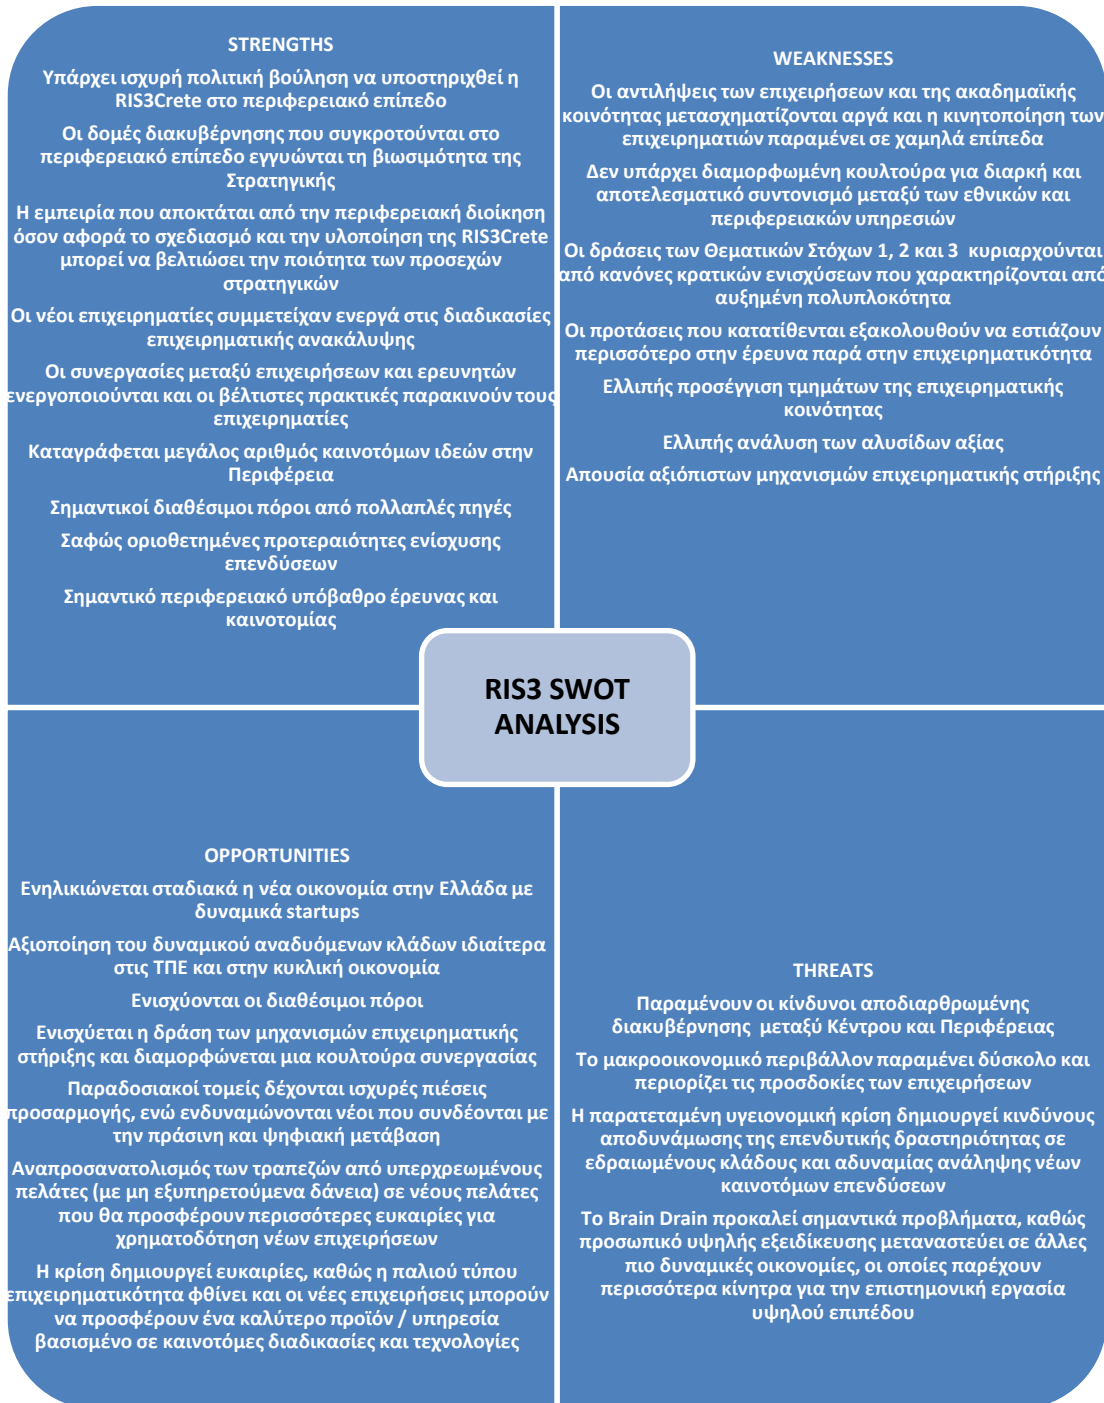 STRENGTHS
Υπάρχει ισχυρή πολιτική βούληση να υποστηριχθεί η
RIS3Crete στο περιφερειακό επίπεδο
Οι δομές διακυβέρνησης που συγκροτούνται στο
περιφερειακό επίπεδο εγγυώνται τη βιωσιμότητα της
Στρατηγικής
Η εμπειρία που αποκτάται από την περιφερειακή διοίκηση
όσον αφορά το σχεδιασμό και την υλοποίηση της RIS3Crete
μπορεί να βελτιώσει την ποιότητα των προσεχών
στρατηγικών
Οι νέοι επιχειρηματίες συμμετείχαν ενεργά στις διαδικασίες
επιχειρηματικής ανακάλυψης
Οι συνεργασίες μεταξύ επιχειρήσεων και ερευνητών
ενεργοποιούνται και οι βέλτιστες πρακτικές παρακινούν τους
επιχειρηματίες
Καταγράφεται μεγάλος αριθμός καινοτόμων ιδεών στην
Περιφέρεια
Σημαντικοί διαθέσιμοι πόροι από πολλαπλές πηγές
Σαφώς οριοθετημένες προτεραιότητες ενίσχυσης
επενδύσεων
Σημαντικό περιφερειακό υπόβαθρο έρευνας και
καινοτομίας
WEAKNESSES
Οι αντιλήψεις των επιχειρήσεων και της ακαδημαϊκής
κοινότητας μετασχηματίζονται αργά και η κινητοποίηση των
επιχειρηματιών παραμένει σε χαμηλά επίπεδα
Δεν υπάρχει διαμορφωμένη κουλτούρα για διαρκή και
αποτελεσματικό συντονισμό μεταξύ των εθνικών και
περιφερειακών υπηρεσιών
Οι δράσεις των Θεματικών Στόχων 1, 2 και 3 κυριαρχούνται
από κανόνες κρατικών ενισχύσεων που χαρακτηρίζονται από
αυξημένη πολυπλοκότητα
Οι προτάσεις που κατατίθενται εξακολουθούν να εστιάζουν
περισσότερο στην έρευνα παρά στην επιχειρηματικότητα
Ελλιπής προσέγγιση τμημάτων της επιχειρηματικής
κοινότητας
Ελλιπής ανάλυση των αλυσίδων αξίας
Απουσία αξιόπιστων μηχανισμών επιχειρηματικής στήριξης
RIS3 SWOT
ANALYSIS
OPPORTUNITIES
Ενηλικιώνεται σταδιακά η νέα οικονομία στην Ελλάδα με
δυναμικά startups
Αξιοποίηση του δυναμικού αναδυόμενων κλάδων ιδιαίτερα
στις ΤΠΕ και στην κυκλική οικονομία
Ενισχύονται οι διαθέσιμοι πόροι
Ενισχύεται η δράση των μηχανισμών επιχειρηματικής
στήριξης και διαμορφώνεται μια κουλτούρα συνεργασίας
Παραδοσιακοί τομείς δέχονται ισχυρές πιέσεις
προσαρμογής, ενώ ενδυναμώνονται νέοι που συνδέονται με
την πράσινη και ψηφιακή μετάβαση
Αναπροσανατολισμός των τραπεζών από υπερχρεωμένους
πελάτες (με μη εξυπηρετούμενα δάνεια) σε νέους πελάτες
που θα προσφέρουν περισσότερες ευκαιρίες για
χρηματοδότηση νέων επιχειρήσεων
Η κρίση δημιουργεί ευκαιρίες, καθώς η παλιού τύπου
επιχειρηματικότητα φθίνει και οι νέες επιχειρήσεις μπορούν
να προσφέρουν ένα καλύτερο προϊόν / υπηρεσία
βασισμένο σε καινοτόμες διαδικασίες και τεχνολογίες
THREATS
Παραμένουν οι κίνδυνοι αποδιαρθρωμένης
διακυβέρνησης μεταξύ Κέντρου και Περιφέρειας
Το μακροοικονομικό περιβάλλον παραμένει δύσκολο και
περιορίζει τις προσδοκίες των επιχειρήσεων
Η παρατεταμένη υγειονομική κρίση δημιουργεί κινδύνους
αποδυνάμωσης της επενδυτικής δραστηριότητας σε
εδραιωμένους κλάδους και αδυναμίας ανάληψης νέων
καινοτόμων επενδύσεων
Το Brain Drain προκαλεί σημαντικά προβλήματα, καθώς
προσωπικό υψηλής εξειδίκευσης μεταναστεύει σε άλλες
πιο δυναμικές οικονομίες, οι οποίες παρέχουν
περισσότερα κίνητρα για την επιστημονική εργασία
υψηλού επιπέδου